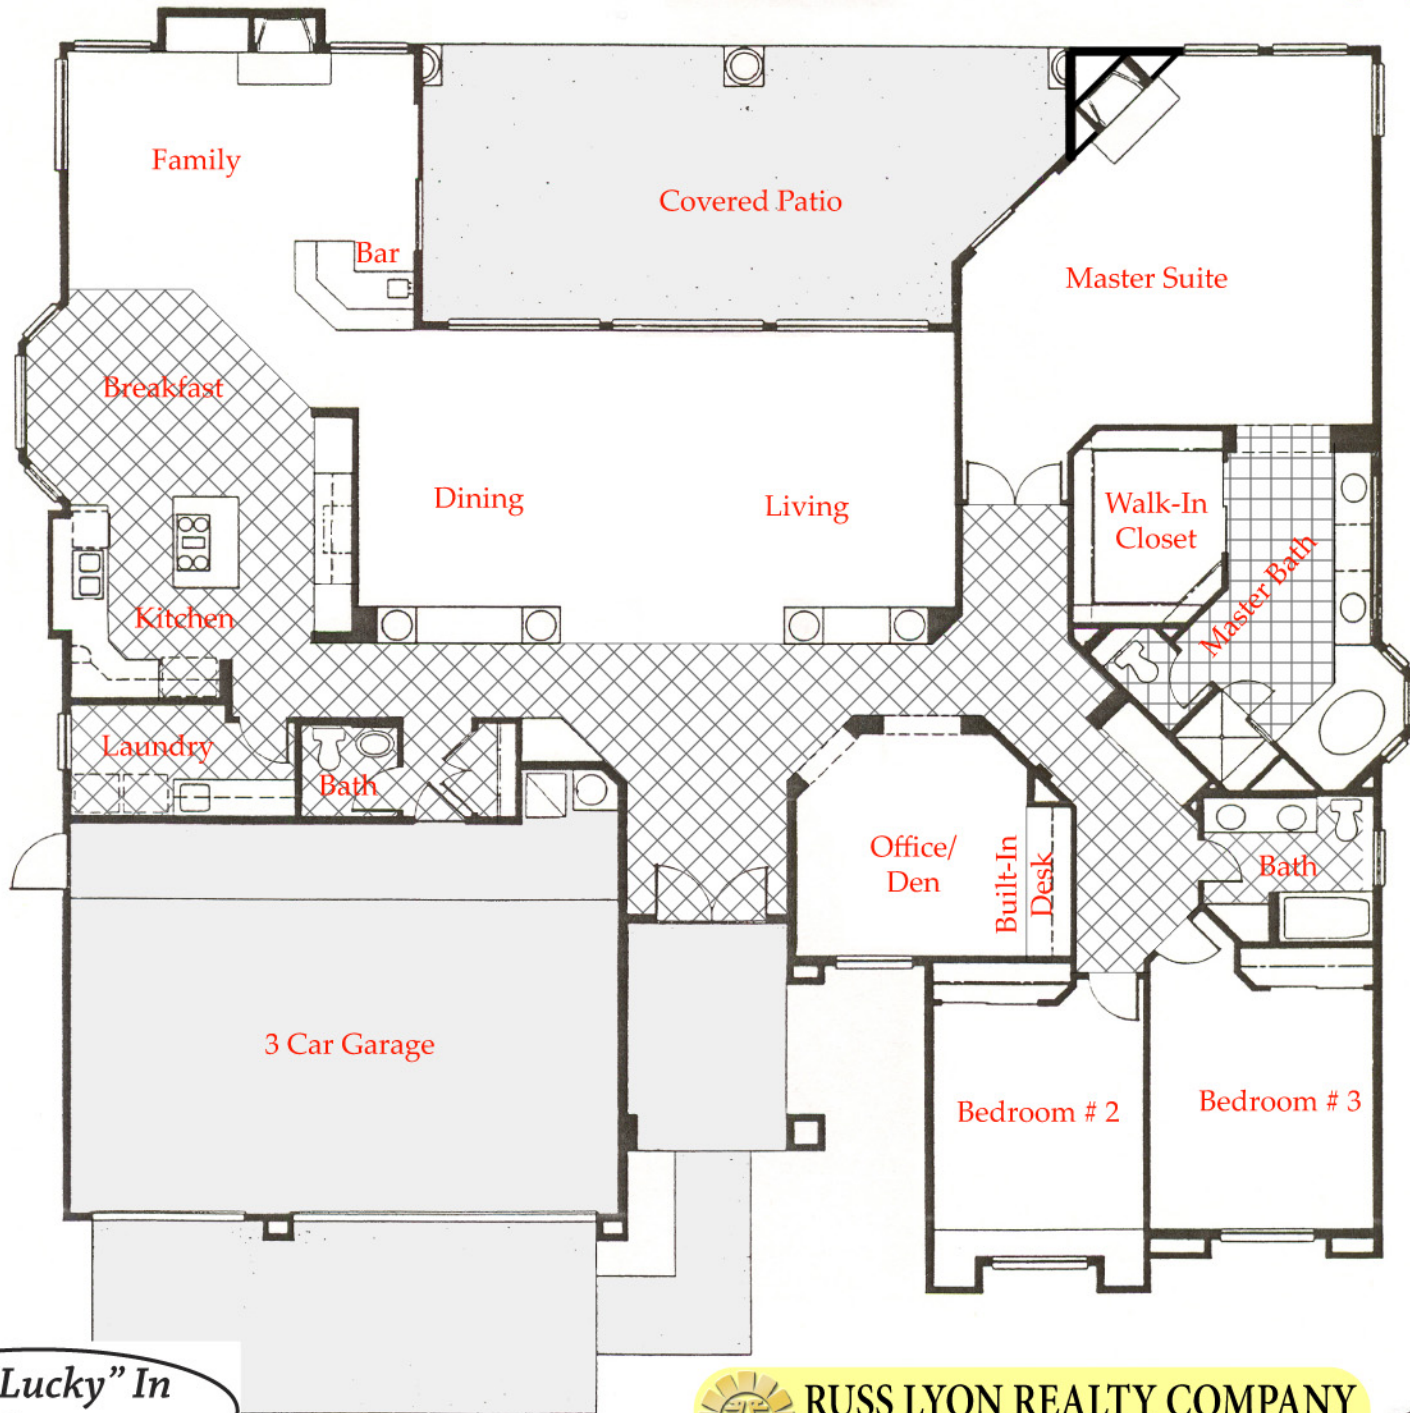 Family
Covered Patio
Bar
Master Suite
Breakfast
Dining
Living
Walk-In
Closet
Master Bath
Kitchen
Laundry
Bath
Office/
Den
Built-In
Desk
Bath
3 Car Garage
Bedroom # 2
Bedroom # 3
Lucky” In
RUSS LYON REALTY COMPANY